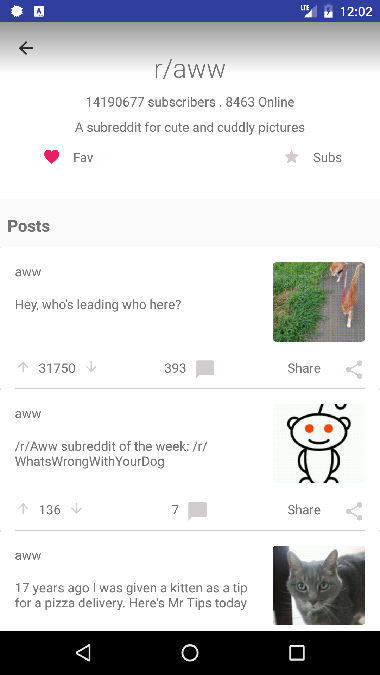 LTE 12:02
r/aww
14190677 subscribers . 8463 Online
A subreddit for cute and cuddly pictures
Fav Subs
Posts
aww
Hey, who's leading who here?
31750 393 Share
aww
/r/Aww subreddit of the week: /r/
WhatsWrongWithYourDog
136 7 Share
aww
17 years ago I was given a kitten as a tip
for a pizza delivery. Here's Mr Tips today